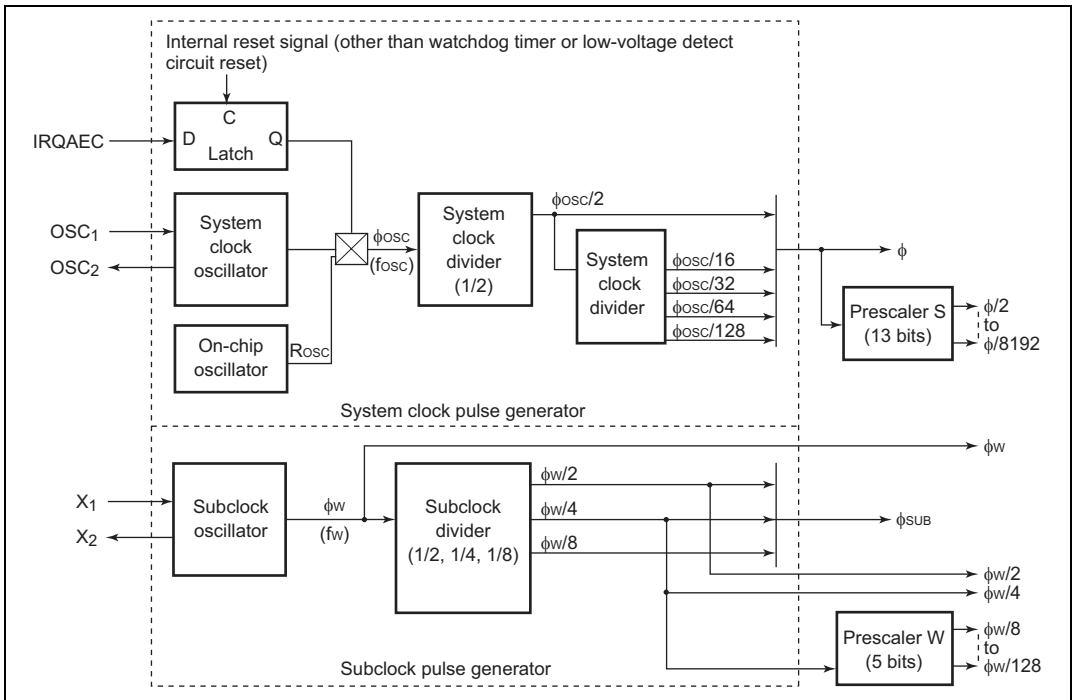 Internal reset signal (other than watchdog timer or low-voltage detect
circuit reset)
C
IRQAEC
D
Q
Latch
OSC1
OSC2
System
clock
oscillator
φOSC
(fOSC)
System
clock
divider
(1/2)
φOSC/2
System
clock
divider
φOSC/16
φOSC/32
φOSC/64
φOSC/128
φ
Prescaler S
(13 bits)
φ/2
to
φ/8192
On-chip
oscillator
ROSC
System clock pulse generator
X1
X2
Subclock
oscillator
φW
(fW)
Subclock
divider
(1/2, 1/4, 1/8)
φW/2
φW/4
φW/8
φW
φSUB
φW/2
φW/4
Prescaler W
(5 bits)
φW/8
to
φW/128
Subclock pulse generator